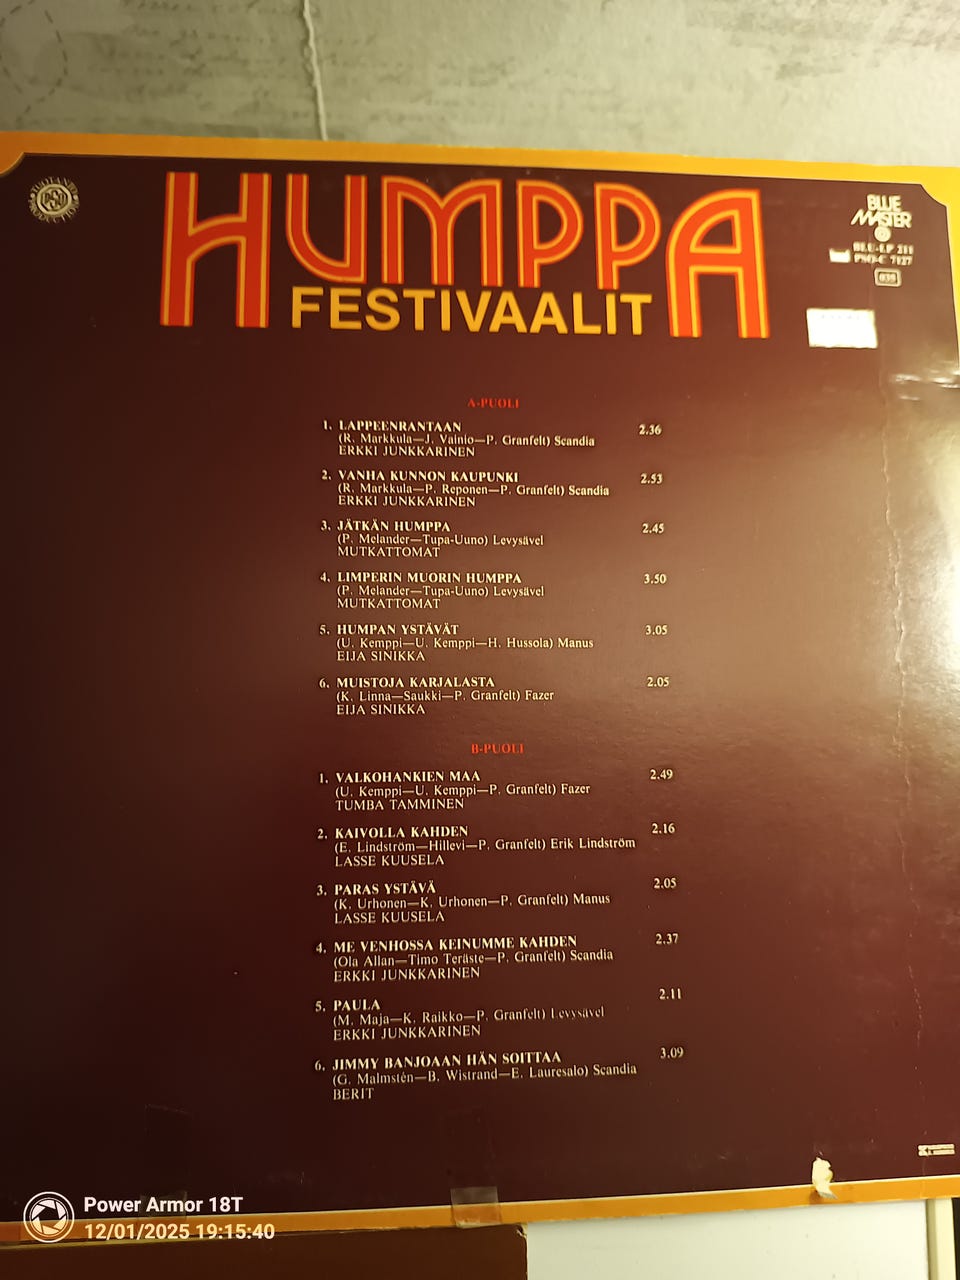 HUMPPA
FESTIVAALIT
BLUE
MASTER
BLU-LP 211
PSO-C 7127
A-PUOLI
1. LAPPEENRANTAAN 2.36
(R. Markkula—J. Vainio—P. Granfelt) Scandia
ERKKI JUNKKARINEN
2. VANHA KUNNON KAUPUNKI 2.53
(R. Markkula—P. Reponen—P. Granfelt) Scandia
ERKKI JUNKKARINEN
3. JÄTKÄN HUMPPA 2.45
(P. Melander—Tupa-Uuno) Levysävel
MUTKATTOMAT
4. LIMPERIN MUORIN HUMPPA 3.50
(P. Melander—Tupa-Uuno) Levysävel
MUTKATTOMAT
5. HUMPAN YSTÄVÄT 3.05
(U. Kemppi—U. Kemppi—H. Hussola) Manus
EIJA SINIKKA
6. MUISTOJA KARJALASTA 2.05
(K. Linna—Saukki—P. Granfelt) Fazer
EIJA SINIKKA
B-PUOLI
1. VALKOHANKIEN MAA 2.49
(U. Kemppi—U. Kemppi—P. Granfelt) Fazer
TUMBA TAMMINEN
2. KAIVOLLA KAHDEN 2.16
(E. Lindström—Hillevi—P. Granfelt) Erik Lindström
LASSE KUUSELA
3. PARAS YSTÄVÄ 2.05
(K. Urhonen—K. Urhonen—P. Granfelt) Manus
LASSE KUUSELA
4. ME VENHOSSA KEINUMME KAHDEN 2.37
(Ola Allan—Timo Teräste—P. Granfelt) Scandia
ERKKI JUNKKARINEN
5. PAULA 2.11
(M. Maja—K. Raikko—P. Granfelt) Levysävel
ERKKI JUNKKARINEN
6. JIMMY BANJOAAN HÄN SOITTAA 3.09
(G. Malmstén—B. Wistrand—E. Lauresalo) Scandia
BERIT
Power Armor 18T
12/01/2025 19:15:40